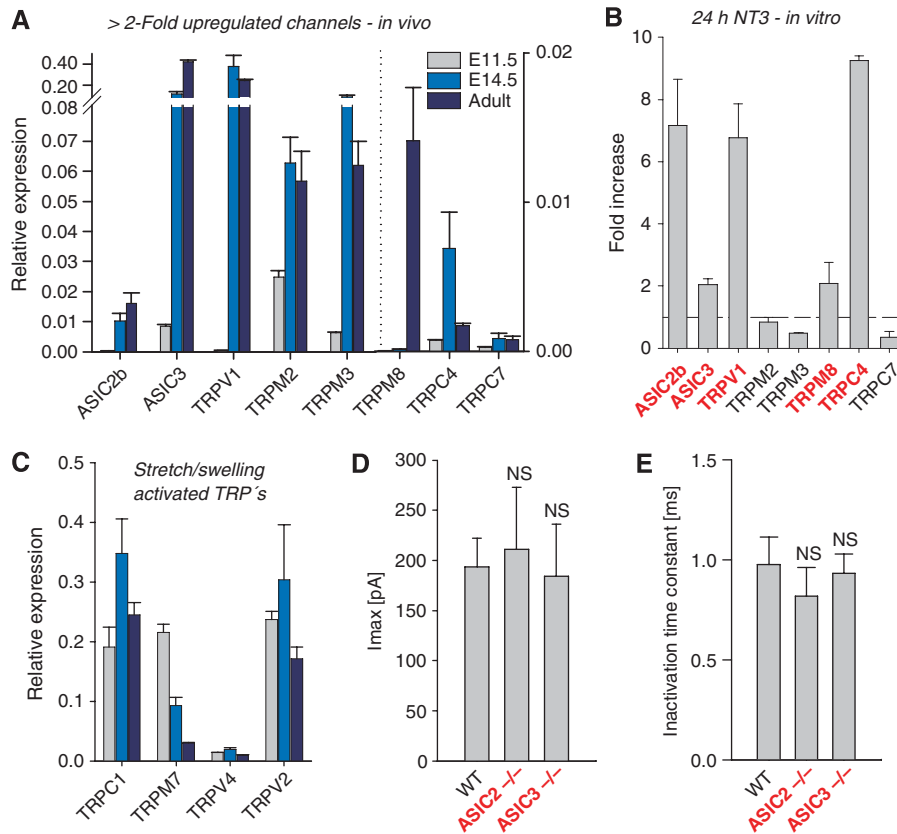 A
> 2-Fold upregulated channels - in vivo
Relative expression
0.40
0.20
0.08
0.07
0.06
0.05
0.04
0.03
0.02
0.01
0.00
E11.5
E14.5
Adult
0.02
0.01
0.00
ASIC2b
ASIC3
TRPV1
TRPM2
TRPM3
TRPM8
TRPC4
TRPC7
B
24 h NT3 - in vitro
Fold increase
10
8
6
4
2
0
ASIC2b
ASIC3
TRPV1
TRPM2
TRPM3
TRPM8
TRPC4
TRPC7
C
Stretch/swelling
activated TRP´s
Relative expression
0.5
0.4
0.3
0.2
0.1
0.0
TRPC1
TRPM7
TRPV4
TRPV2
D
Imax [pA]
300
250
200
150
100
50
0
NS
NS
WT
ASIC2 –/–
ASIC3 –/–
E
Inactivation time constant [ms]
1.5
1.0
0.5
0.0
NS
NS
WT
ASIC2 –/–
ASIC3 –/–